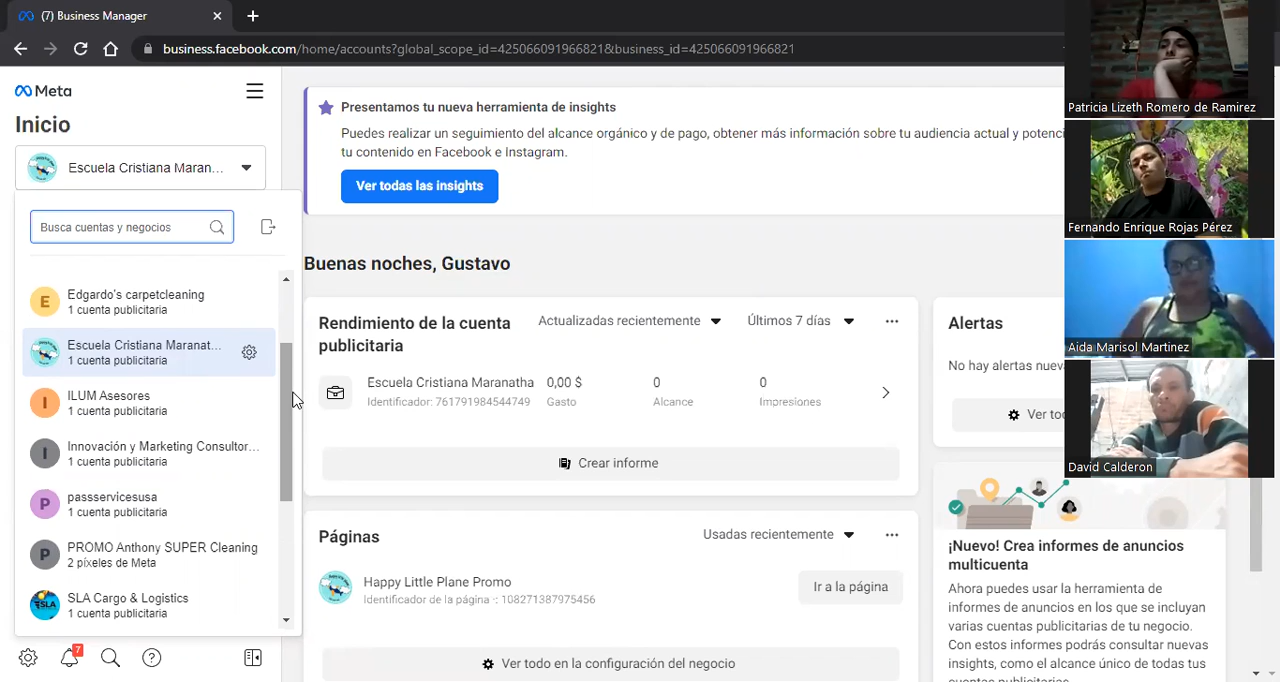 (7) Business Manager
business.facebook.com/home/accounts?global_scope_id=425066091966821&business_id=425066091966821
Meta
Inicio
Escuela Cristiana Maran...
Busca cuentas y negocios
E
Edgardo's carpetcleaning
1 cuenta publicitaria
Escuela Cristiana Maranat...
1 cuenta publicitaria
I
ILUM Asesores
1 cuenta publicitaria
I
Innovación y Marketing Consultor...
1 cuenta publicitaria
P
passservicesusa
1 cuenta publicitaria
P
PROMO Anthony SUPER Cleaning
2 píxeles de Meta
SLA
SLA Cargo & Logistics
1 cuenta publicitaria
7
Presentamos tu nueva herramienta de insights
Puedes realizar un seguimiento del alcance orgánico y de pago, obtener más información sobre tu audiencia actual y potenci
tu contenido en Facebook e Instagram.
Ver todas las insights
Buenas noches, Gustavo
Rendimiento de la cuenta publicitaria
Actualizadas recientemente
Últimos 7 días
Escuela Cristiana Maranatha
Identificador: 761791984544749
0,00 $
Gasto
0
Alcance
0
Impresiones
Crear informe
Páginas
Usadas recientemente
Happy Little Plane Promo
Identificador de la página ·: 108271387975456
Ir a la página
Ver todo en la configuración del negocio
Alertas
No hay alertas nueva
Ver to
¡Nuevo! Crea informes de anuncios
multicuenta
Ahora puedes usar la herramienta de
informes de anuncios en los que se incluyan
varias cuentas publicitarias de tu negocio.
Con estos informes podrás consultar nuevas
insights, como el alcance único de todas tus
cuentas publicitarias.
Patricia Lizeth Romero de Ramirez
Fernando Enrique Rojas Pérez
Aida Marisol Martinez
David Calderon